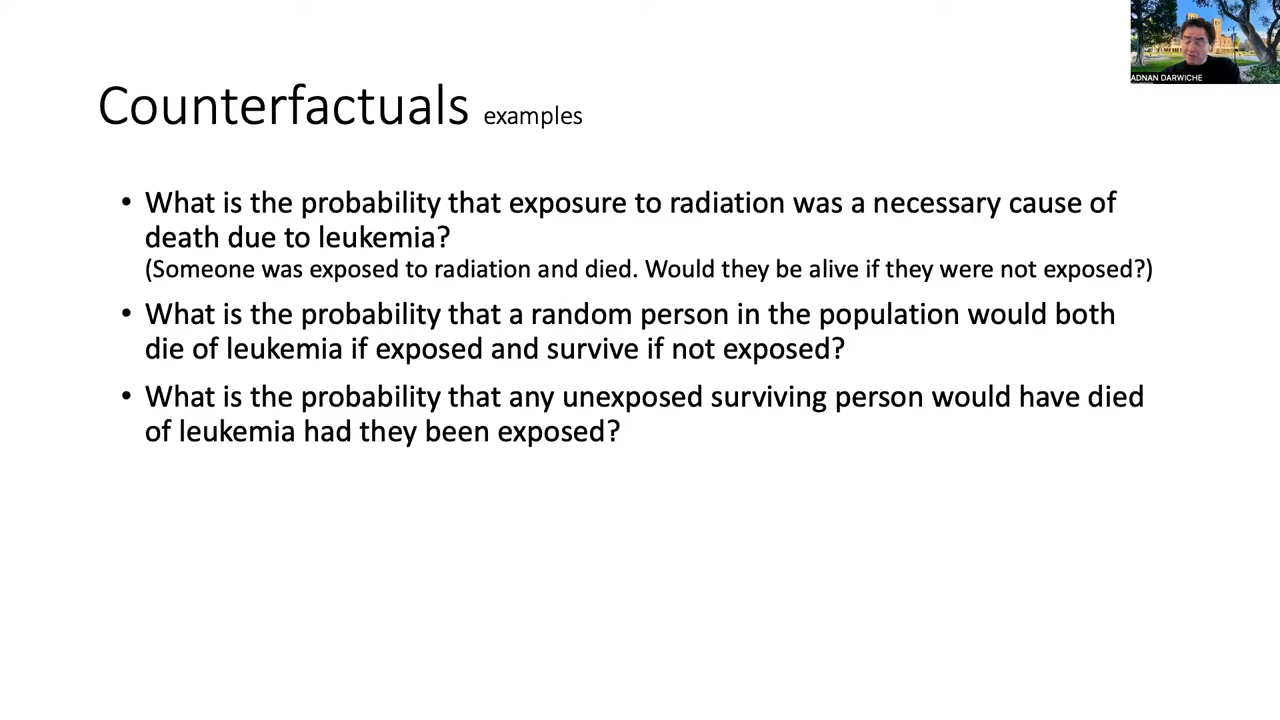 ADNAN DARWICHE
Counterfactuals examples
• What is the probability that exposure to radiation was a necessary cause of
death due to leukemia?
(Someone was exposed to radiation and died. Would they be alive if they were not exposed?)
• What is the probability that a random person in the population would both
die of leukemia if exposed and survive if not exposed?
• What is the probability that any unexposed surviving person would have died
of leukemia had they been exposed?